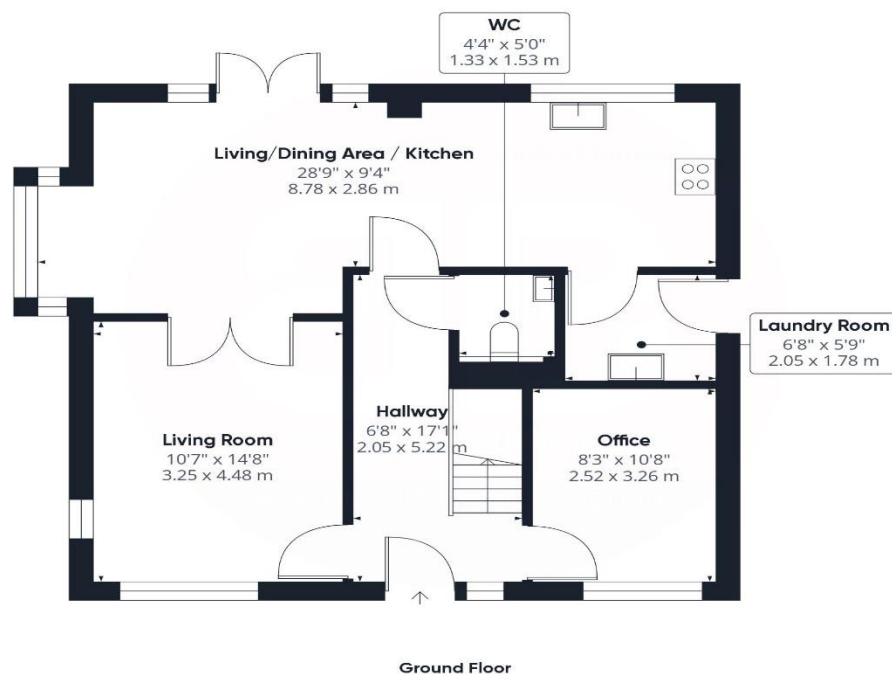 WC
4'4" x 5'0"
1.33 x 1.53 m
Living/Dining Area / Kitchen
28'9" x 9'4"
8.78 x 2.86 m
Laundry Room
6'8" x 5'9"
2.05 x 1.78 m
Hallway
6'8" x 17'1"
2.05 x 5.22 m
Living Room
10'7" x 14'8"
3.25 x 4.48 m
Office
8'3" x 10'8"
2.52 x 3.26 m
Ground Floor